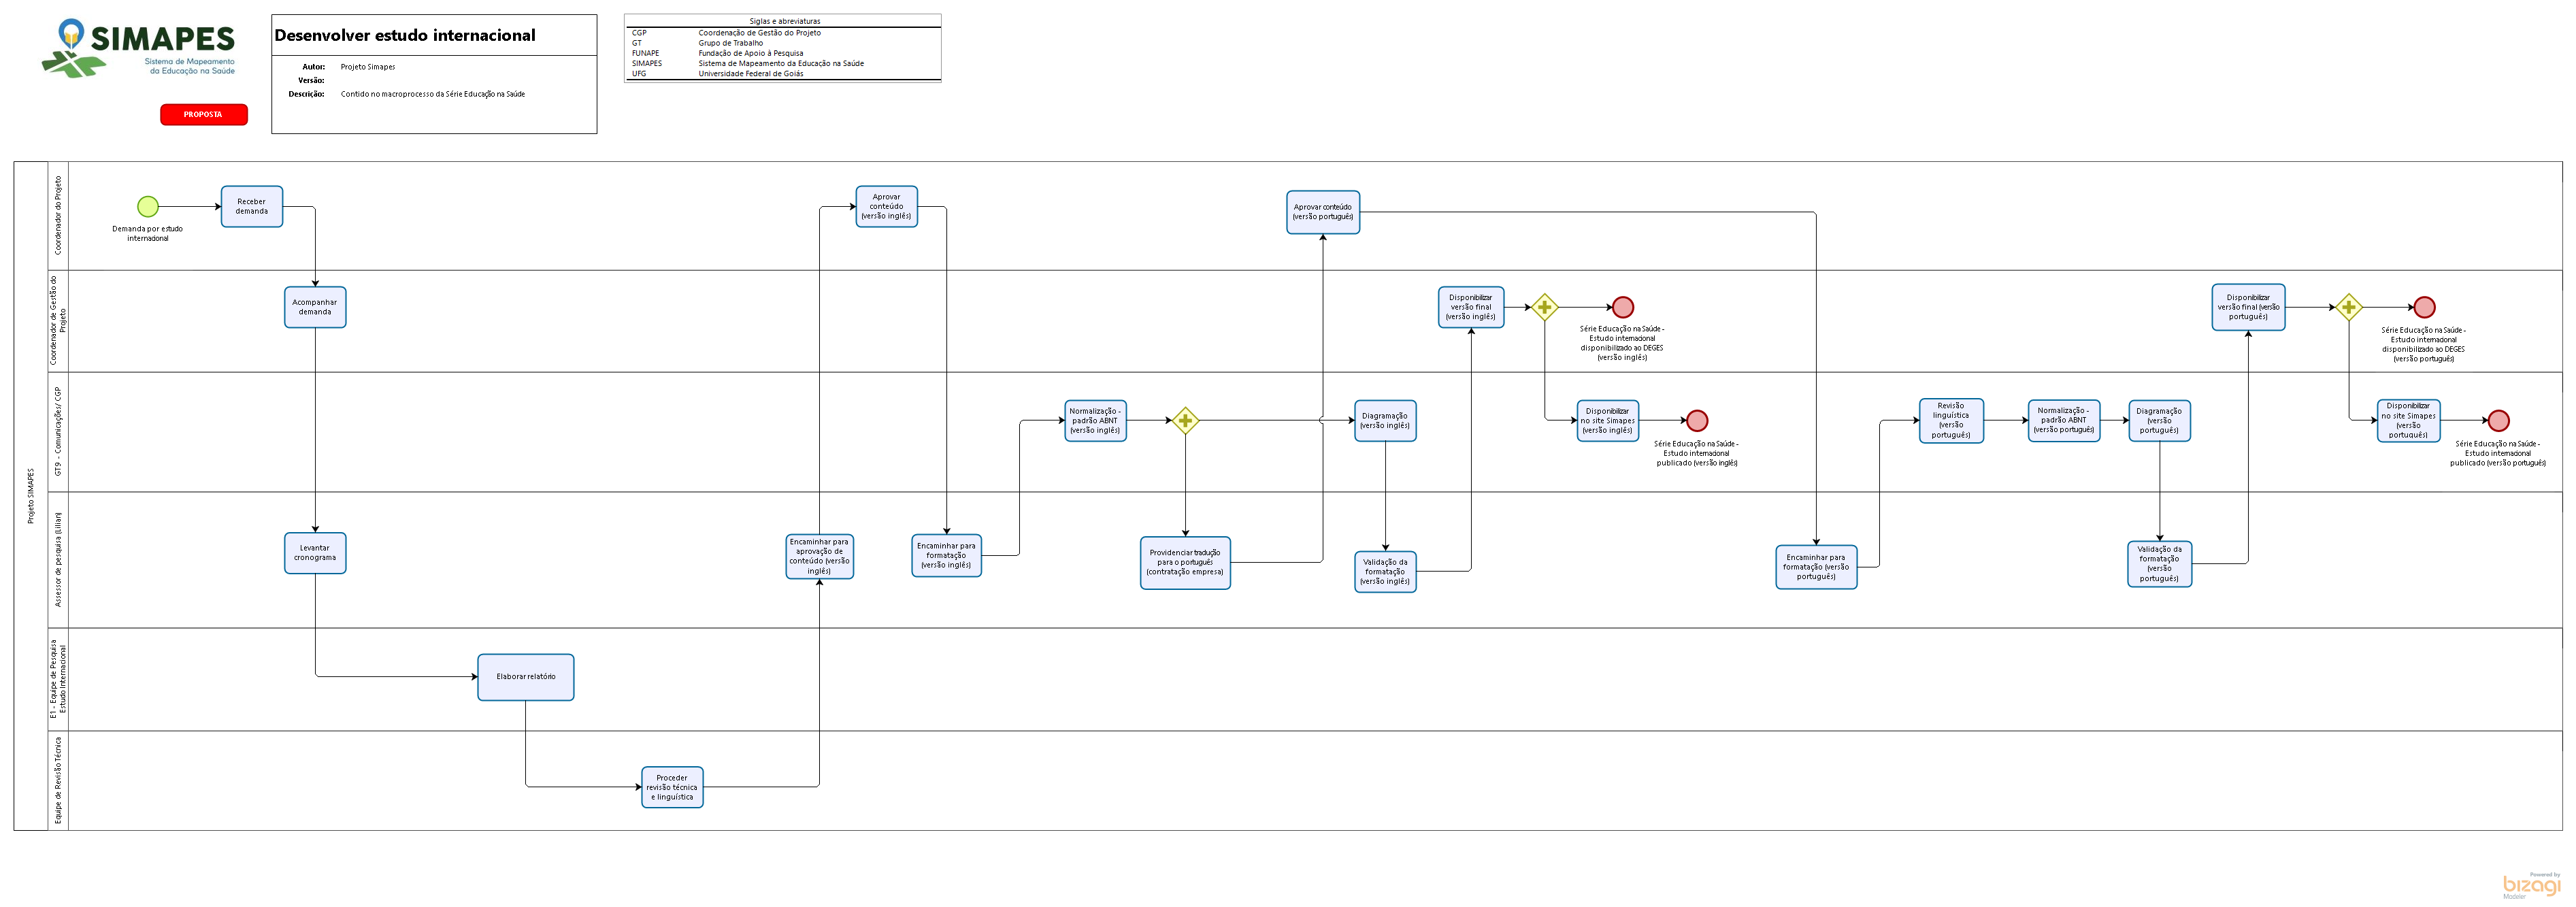 SIMAPES
Sistema de Mapeamento
da Educação na Saúde
PROPOSTA
Desenvolver estudo internacional
Autor: Projeto Simapes
Versão:
Descrição: Contido no macroprocesso da Série Educação na Saúde
Siglas e abreviaturas
CGP Coordenação de Gestão do Projeto
GT Grupo de Trabalho
FUNAPE Fundação de Apoio à Pesquisa
SIMAPES Sistema de Mapeamento da Educação na Saúde
UFG Universidade Federal de Goiás
Projeto SIMAPES
Coordenador do Projeto
Demanda por estudo
internacional
Receber
demanda
Aprovar
conteúdo
(versão inglês)
Aprovar conteúdo
(versão português)
Coordenador de Gestão do
Projeto
Acompanhar
demanda
Disponibilizar
versão final
(versão inglês)
Série Educação na Saúde -
Estudo internacional
disponibilizado ao DEGES
(versão inglês)
Disponibilizar
versão final (versão
português)
Série Educação na Saúde -
Estudo internacional
disponibilizado ao DEGES
(versão português)
GT9 - Comunicações/ CGP
Normalização -
padrão ABNT
(versão inglês)
Diagramação
(versão inglês)
Disponibilizar
no site Simapes
(versão inglês)
Série Educação na Saúde -
Estudo internacional
publicado (versão inglês)
Revisão
linguística
(versão
português)
Normalização -
padrão ABNT
(versão português)
Diagramação
(versão
português)
Disponibilizar
no site Simapes
(versão
português)
Série Educação na Saúde -
Estudo internacional
publicado (versão português)
Assessor de pesquisa (Lilian)
Levantar
cronograma
Encaminhar para
aprovação de
conteúdo (versão
inglês)
Encaminhar para
formatação
(versão inglês)
Providenciar tradução
para o português
(contratação empresa)
Validação da
formatação
(versão inglês)
Encaminhar para
formatação (versão
português)
Validação da
formatação
(versão
português)
E1 - Equipe de Pesquisa
Estudo Internacional
Elaborar relatório
Equipe de Revisão Técnica
Proceder
revisão técnica
e linguística
Powered by
bizagi
Modeler